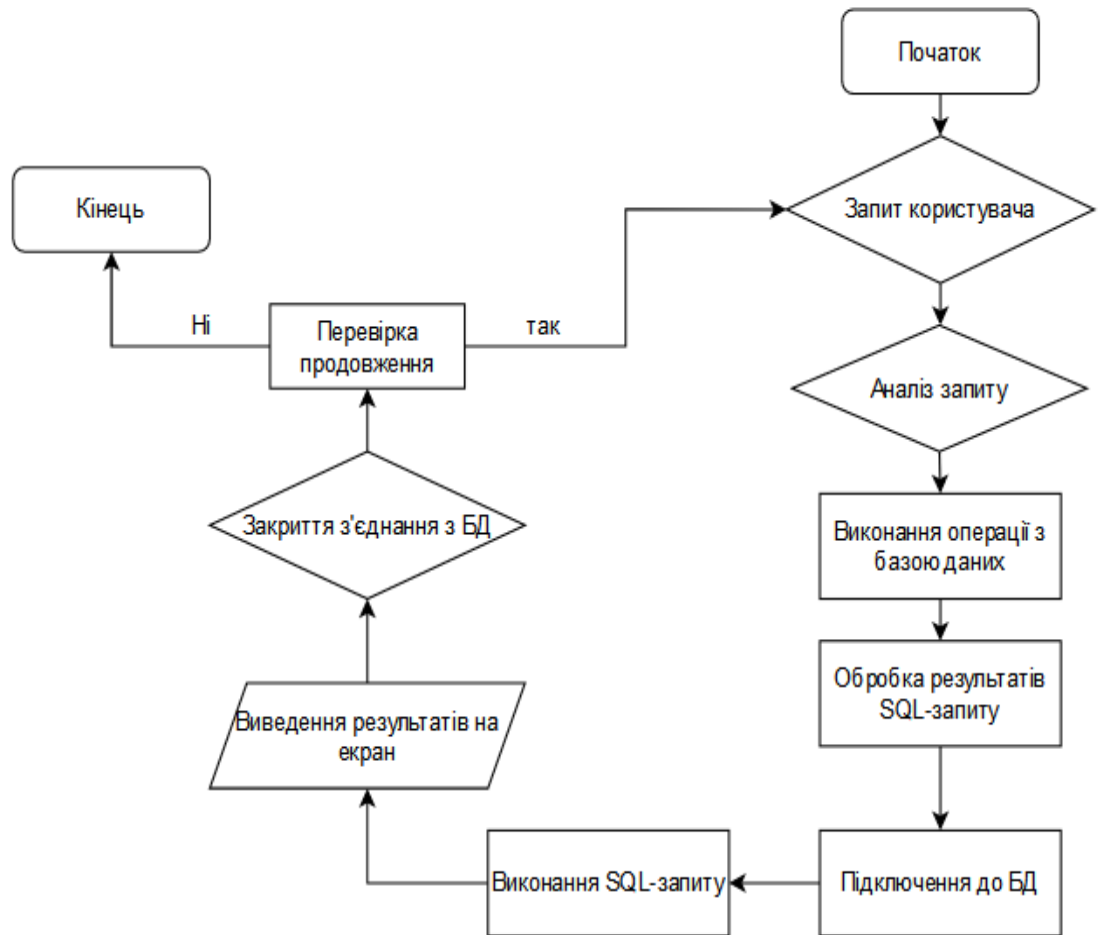 Початок
Запит користувача
Аналіз запиту
Виконання операції з
базою даних
Обробка результатів
SQL-запиту
Підключення до БД
Виконання SQL-запиту
Виведення результатів на
екран
Закриття з'єднання з БД
Перевірка
продовження
так
Ні
Кінець